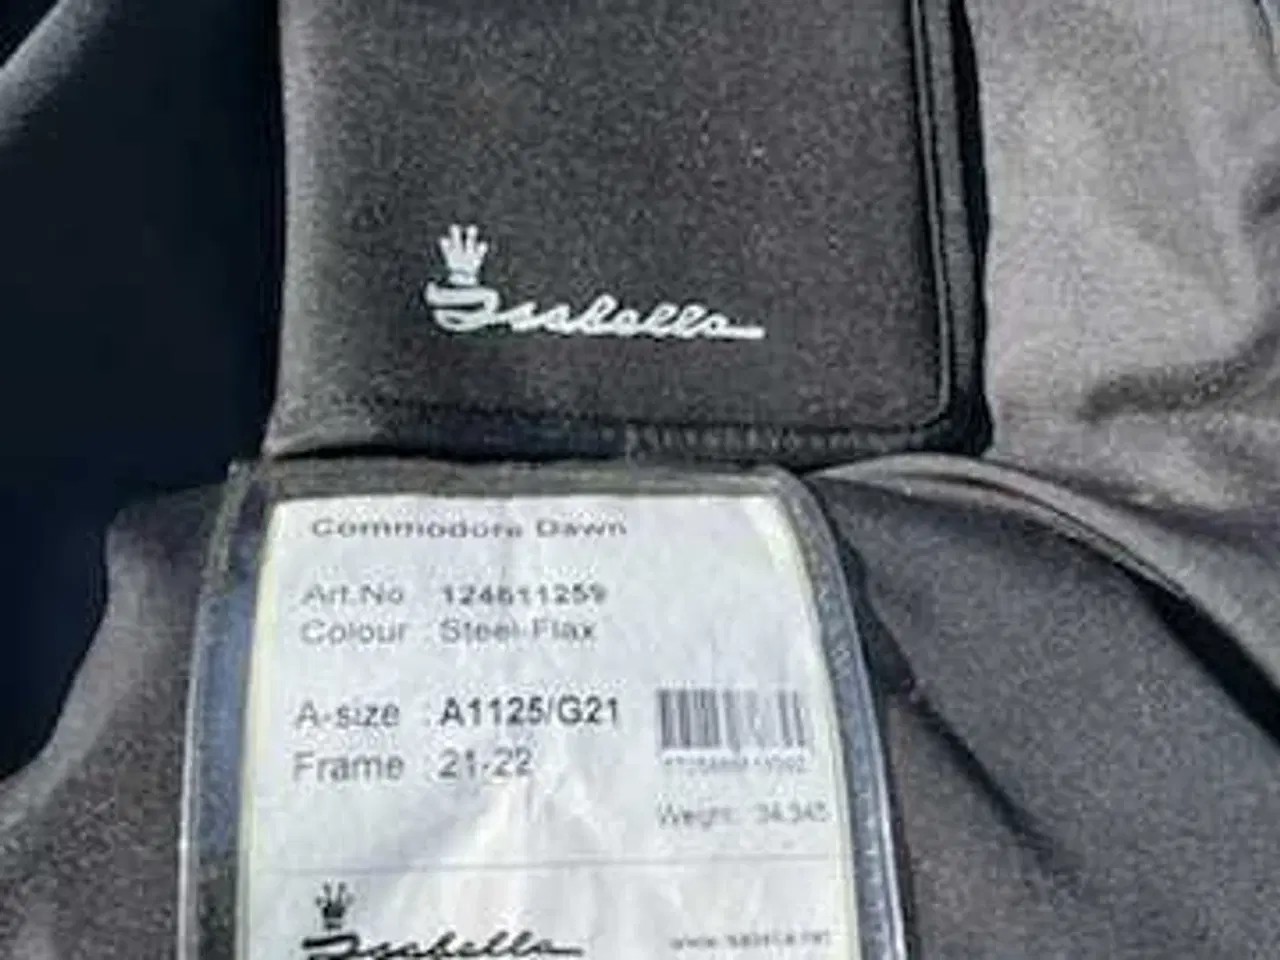 Isabella
Commodore Dawn
Art.No 124611259
Colour Steel-Flax
A-size A1125/G21
Frame 21-22
Weight: 34,345
Isabella